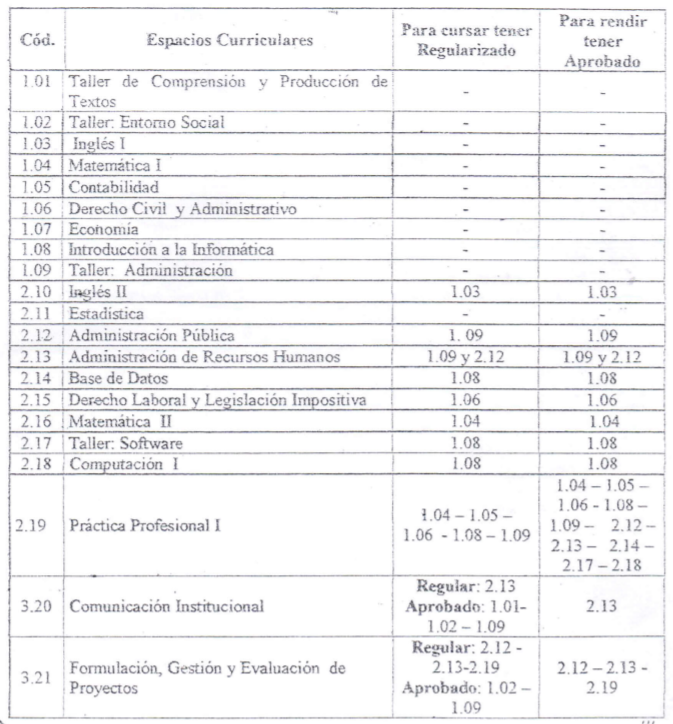 Cód. Espacios Curriculares Para cursar tener Regularizado Para rendir tener Aprobado
1.01 Taller de Comprensión y Producción de Textos - -
1.02 Taller: Entorno Social - -
1.03 Inglés I - -
1.04 Matemática I - -
1.05 Contabilidad - -
1.06 Derecho Civil y Administrativo - -
1.07 Economía - -
1.08 Introducción a la Informática - -
1.09 Taller: Administración - -
2.10 Inglés II 1.03 1.03
2.11 Estadística - -
2.12 Administración Pública 1. 09 1.09
2.13 Administración de Recursos Humanos 1.09 y 2.12 1.09 y 2.12
2.14 Base de Datos 1.08 1.08
2.15 Derecho Laboral y Legislación Impositiva 1.06 1.06
2.16 Matemática II 1.04 1.04
2.17 Taller: Software 1.08 1.08
2.18 Computación I 1.08 1.08
2.19 Práctica Profesional I 1.04 – 1.05 – 1.06 - 1.08 – 1.09 1.04 – 1.05 – 1.06 - 1.08 – 1.09 – 2.12 – 2.13 – 2.14 – 2.17 – 2.18
3.20 Comunicación Institucional Regular: 2.13 Aprobado: 1.01- 1.02 – 1.09 2.13
3.21 Formulación, Gestión y Evaluación de Proyectos Regular: 2.12 - 2.13-2.19 Aprobado: 1.02 – 1.09 2.12 – 2.13 - 2.19